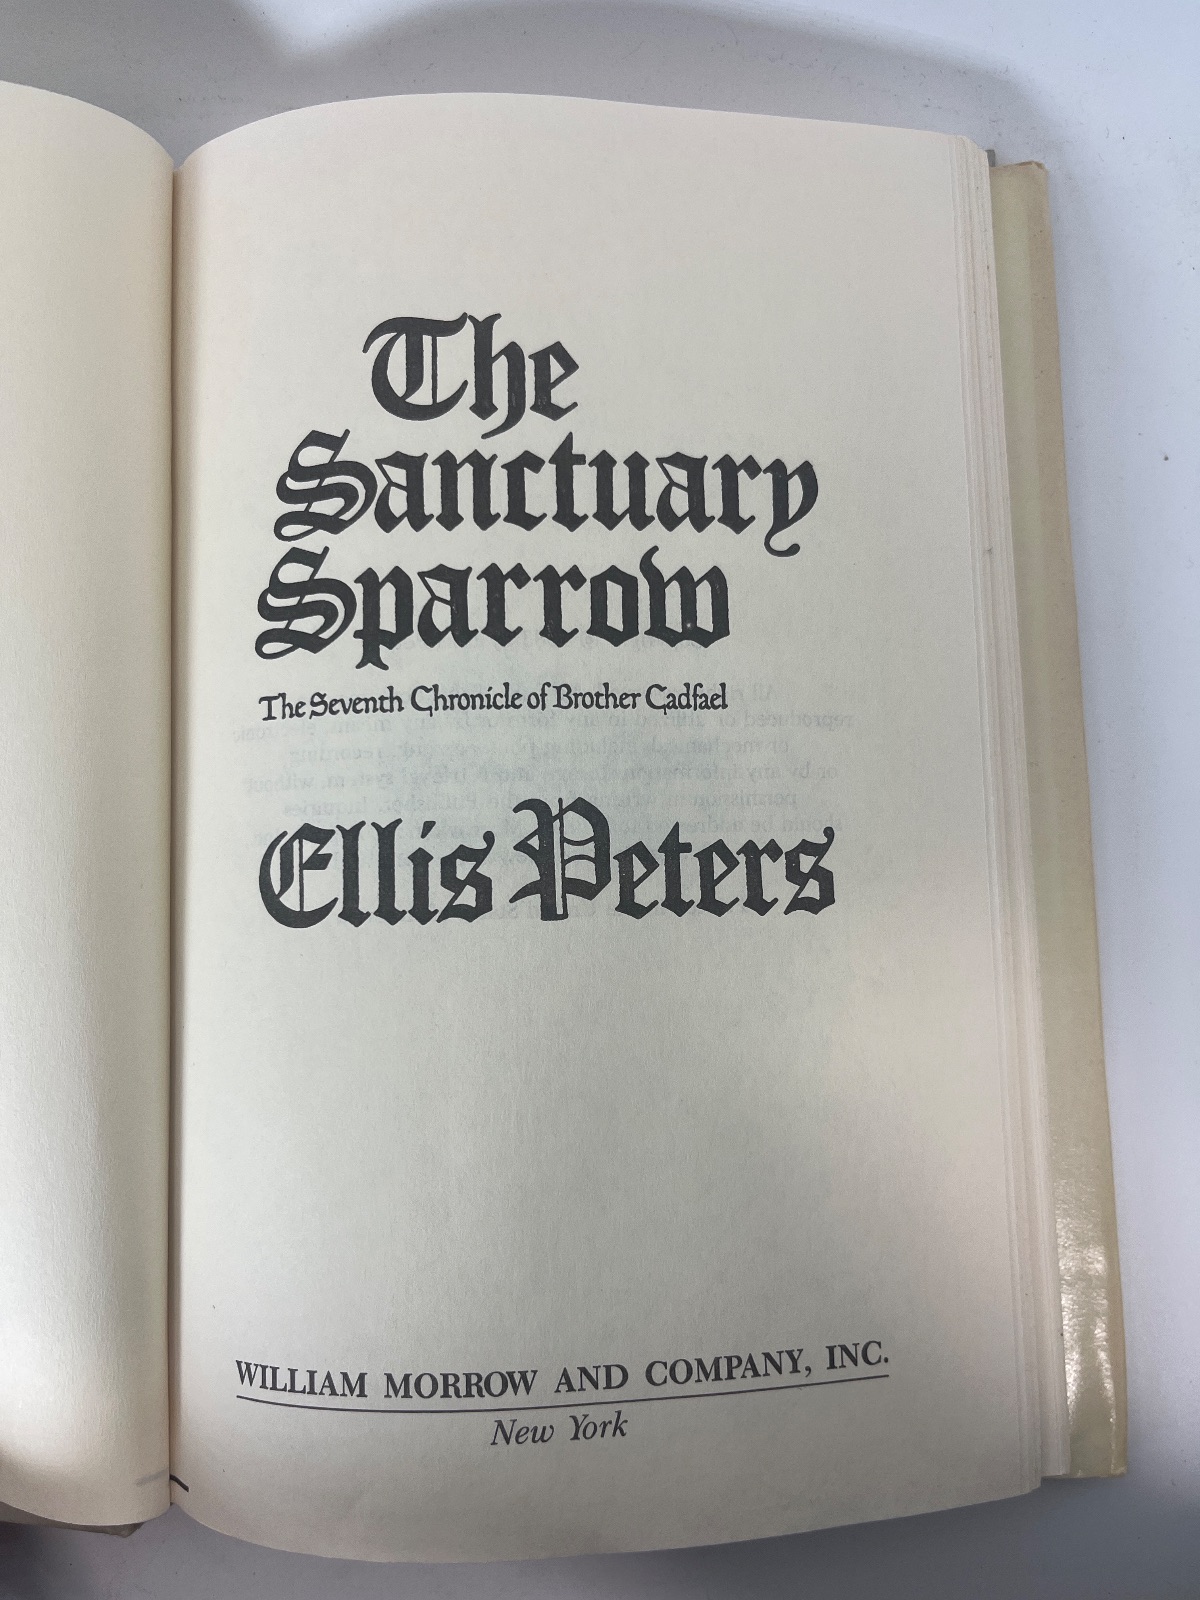 The
Sanctuary
Sparrow
The Seventh Chronicle of Brother Cadfael
Ellis Peters
WILLIAM MORROW AND COMPANY, INC.
New York